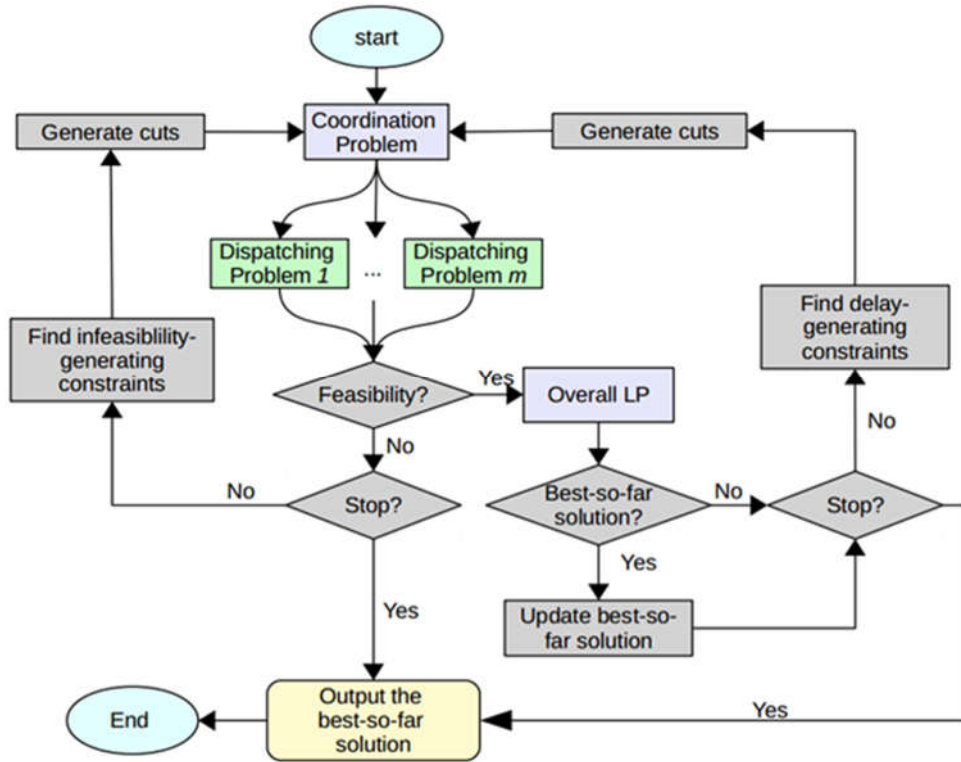 start
Generate cuts
Coordination
Problem
Generate cuts
Dispatching
Problem 1
...
Dispatching
Problem m
Find infeasiblility-
generating
constraints
Find delay-
generating
constraints
Feasibility?
Yes
Overall LP
No
No
Stop?
Best-so-far
solution?
No
Stop?
No
Yes
Yes
Update best-so-
far solution
End
Output the
best-so-far
solution
Yes